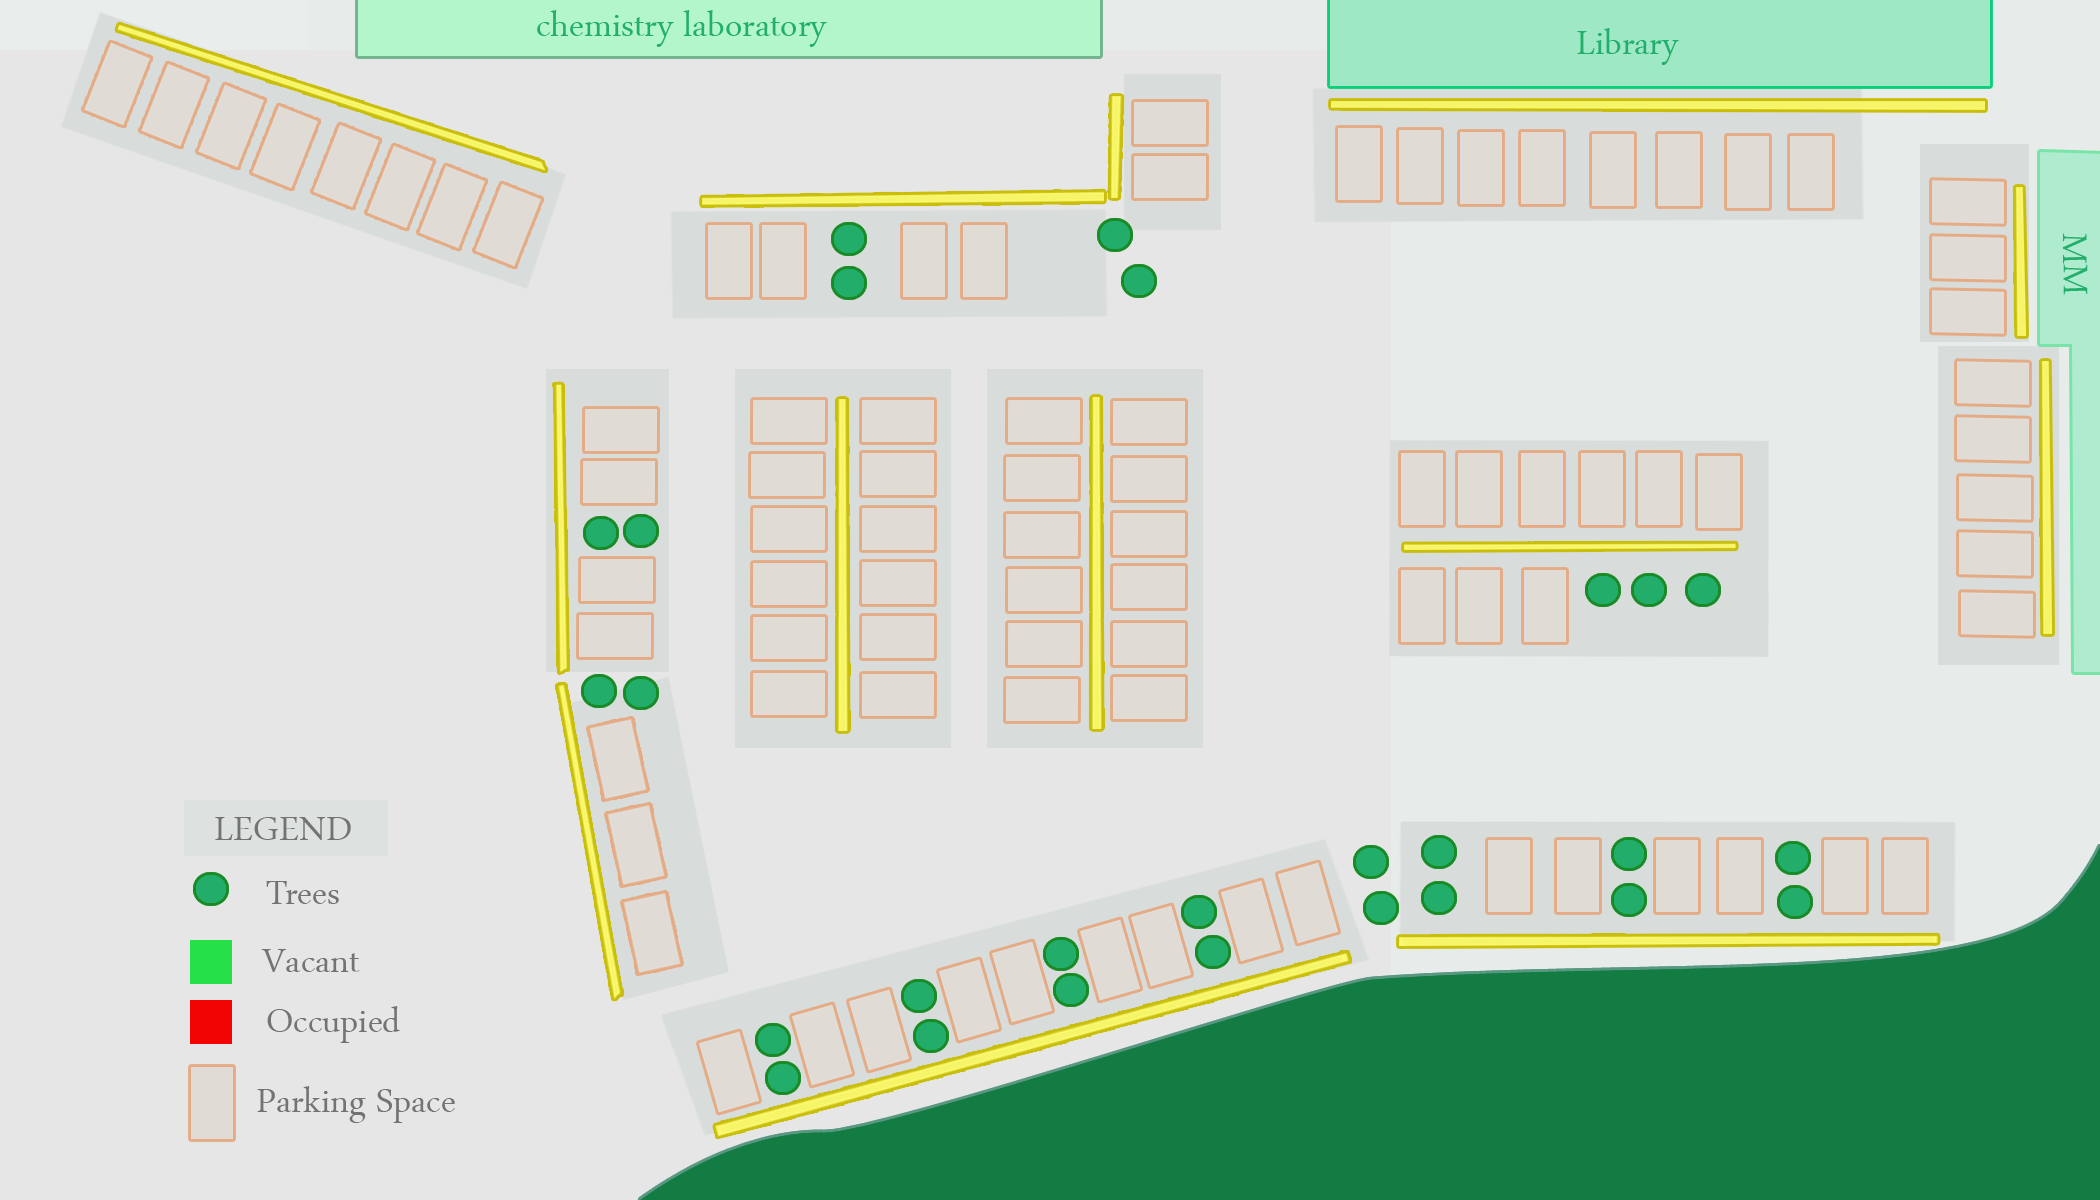 chemistry laboratory
Library
MM
LEGEND
Trees
Vacant
Occupied
Parking Space